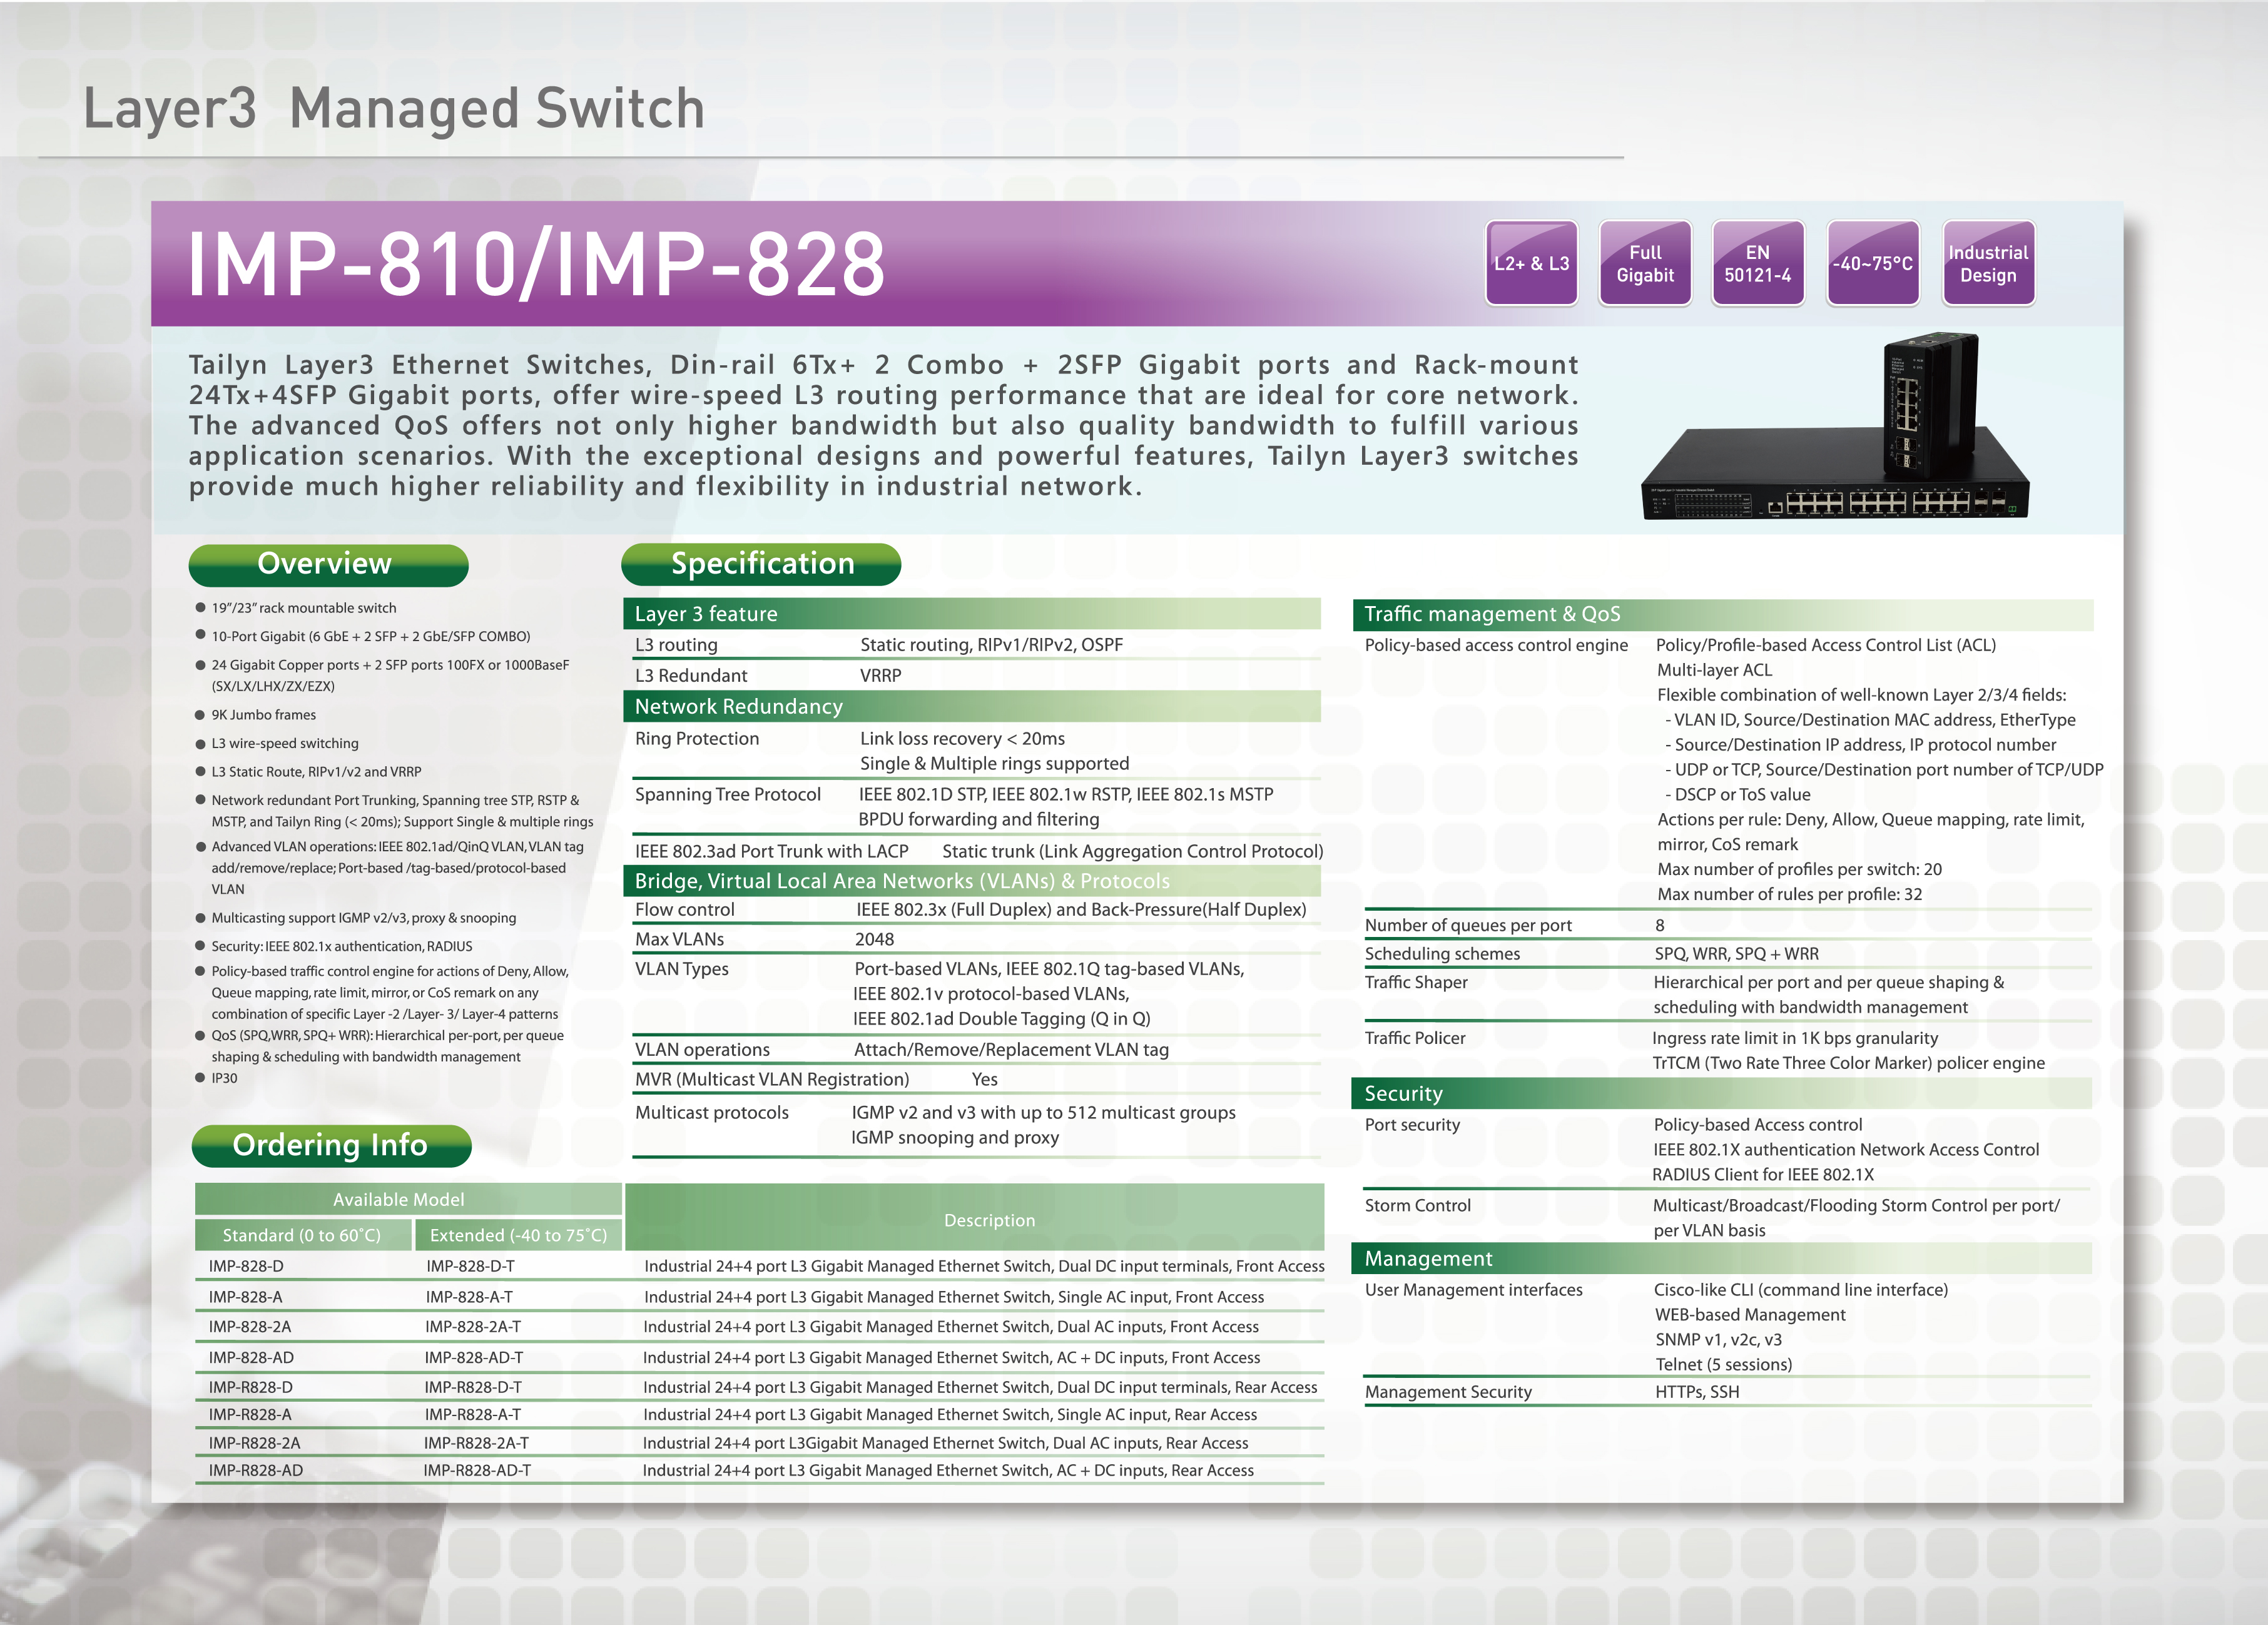 Layer3 Managed Switch
IMP-810/IMP-828
L2+ & L3
Full
Gigabit
EN
50121-4
-40~75°C
Industrial
Design
Tailyn Layer3 Ethernet Switches, Din-rail 6Tx+ 2 Combo + 2SFP Gigabit ports and Rack-mount
24Tx+4SFP Gigabit ports, offer wire-speed L3 routing performance that are ideal for core network.
The advanced QoS offers not only higher bandwidth but also quality bandwidth to fulfill various
application scenarios. With the exceptional designs and powerful features, Tailyn Layer3 switches
provide much higher reliability and flexibility in industrial network.
Overview
● 19”/23” rack mountable switch
● 10-Port Gigabit (6 GbE + 2 SFP + 2 GbE/SFP COMBO)
● 24 Gigabit Copper ports + 2 SFP ports 100FX or 1000BaseF
(SX/LX/LHX/ZX/EZX)
● 9K Jumbo frames
● L3 wire-speed switching
● L3 Static Route, RIPv1/v2 and VRRP
● Network redundant Port Trunking, Spanning tree STP, RSTP &
MSTP, and Tailyn Ring (< 20ms); Support Single & multiple rings
● Advanced VLAN operations: IEEE 802.1ad/QinQ VLAN, VLAN tag
add/remove/replace; Port-based /tag-based/protocol-based
VLAN
● Multicasting support IGMP v2/v3, proxy & snooping
● Security: IEEE 802.1x authentication, RADIUS
● Policy-based traffic control engine for actions of Deny, Allow,
Queue mapping, rate limit, mirror, or CoS remark on any
combination of specific Layer -2 /Layer- 3/ Layer-4 patterns
● QoS (SPQ,WRR, SPQ+ WRR): Hierarchical per-port, per queue
shaping & scheduling with bandwidth management
● IP30
Specification
Layer 3 feature
L3 routing Static routing, RIPv1/RIPv2, OSPF
L3 Redundant VRRP
Network Redundancy
Ring Protection Link loss recovery < 20ms
Single & Multiple rings supported
Spanning Tree Protocol IEEE 802.1D STP, IEEE 802.1w RSTP, IEEE 802.1s MSTP
BPDU forwarding and filtering
IEEE 802.3ad Port Trunk with LACP Static trunk (Link Aggregation Control Protocol)
Bridge, Virtual Local Area Networks (VLANs) & Protocols
Flow control IEEE 802.3x (Full Duplex) and Back-Pressure(Half Duplex)
Max VLANs 2048
VLAN Types Port-based VLANs, IEEE 802.1Q tag-based VLANs,
IEEE 802.1v protocol-based VLANs,
IEEE 802.1ad Double Tagging (Q in Q)
VLAN operations Attach/Remove/Replacement VLAN tag
MVR (Multicast VLAN Registration) Yes
Multicast protocols IGMP v2 and v3 with up to 512 multicast groups
IGMP snooping and proxy
Traffic management & QoS
Policy-based access control engine Policy/Profile-based Access Control List (ACL)
Multi-layer ACL
Flexible combination of well-known Layer 2/3/4 fields:
- VLAN ID, Source/Destination MAC address, EtherType
- Source/Destination IP address, IP protocol number
- UDP or TCP, Source/Destination port number of TCP/UDP
- DSCP or ToS value
Actions per rule: Deny, Allow, Queue mapping, rate limit,
mirror, CoS remark
Max number of profiles per switch: 20
Max number of rules per profile: 32
Number of queues per port 8
Scheduling schemes SPQ, WRR, SPQ + WRR
Traffic Shaper Hierarchical per port and per queue shaping &
scheduling with bandwidth management
Traffic Policer Ingress rate limit in 1K bps granularity
TrTCM (Two Rate Three Color Marker) policer engine
Security
Port security Policy-based Access control
IEEE 802.1X authentication Network Access Control
RADIUS Client for IEEE 802.1X
Storm Control Multicast/Broadcast/Flooding Storm Control per port/
per VLAN basis
Management
User Management interfaces Cisco-like CLI (command line interface)
WEB-based Management
SNMP v1, v2c, v3
Telnet (5 sessions)
Management Security HTTPs, SSH
Ordering Info
Available Model Description
Standard (0 to 60˚C) Extended (-40 to 75˚C)
IMP-828-D IMP-828-D-T Industrial 24+4 port L3 Gigabit Managed Ethernet Switch, Dual DC input terminals, Front Access
IMP-828-A IMP-828-A-T Industrial 24+4 port L3 Gigabit Managed Ethernet Switch, Single AC input, Front Access
IMP-828-2A IMP-828-2A-T Industrial 24+4 port L3 Gigabit Managed Ethernet Switch, Dual AC inputs, Front Access
IMP-828-AD IMP-828-AD-T Industrial 24+4 port L3 Gigabit Managed Ethernet Switch, AC + DC inputs, Front Access
IMP-R828-D IMP-R828-D-T Industrial 24+4 port L3 Gigabit Managed Ethernet Switch, Dual DC input terminals, Rear Access
IMP-R828-A IMP-R828-A-T Industrial 24+4 port L3 Gigabit Managed Ethernet Switch, Single AC input, Rear Access
IMP-R828-2A IMP-R828-2A-T Industrial 24+4 port L3Gigabit Managed Ethernet Switch, Dual AC inputs, Rear Access
IMP-R828-AD IMP-R828-AD-T Industrial 24+4 port L3 Gigabit Managed Ethernet Switch, AC + DC inputs, Rear Access